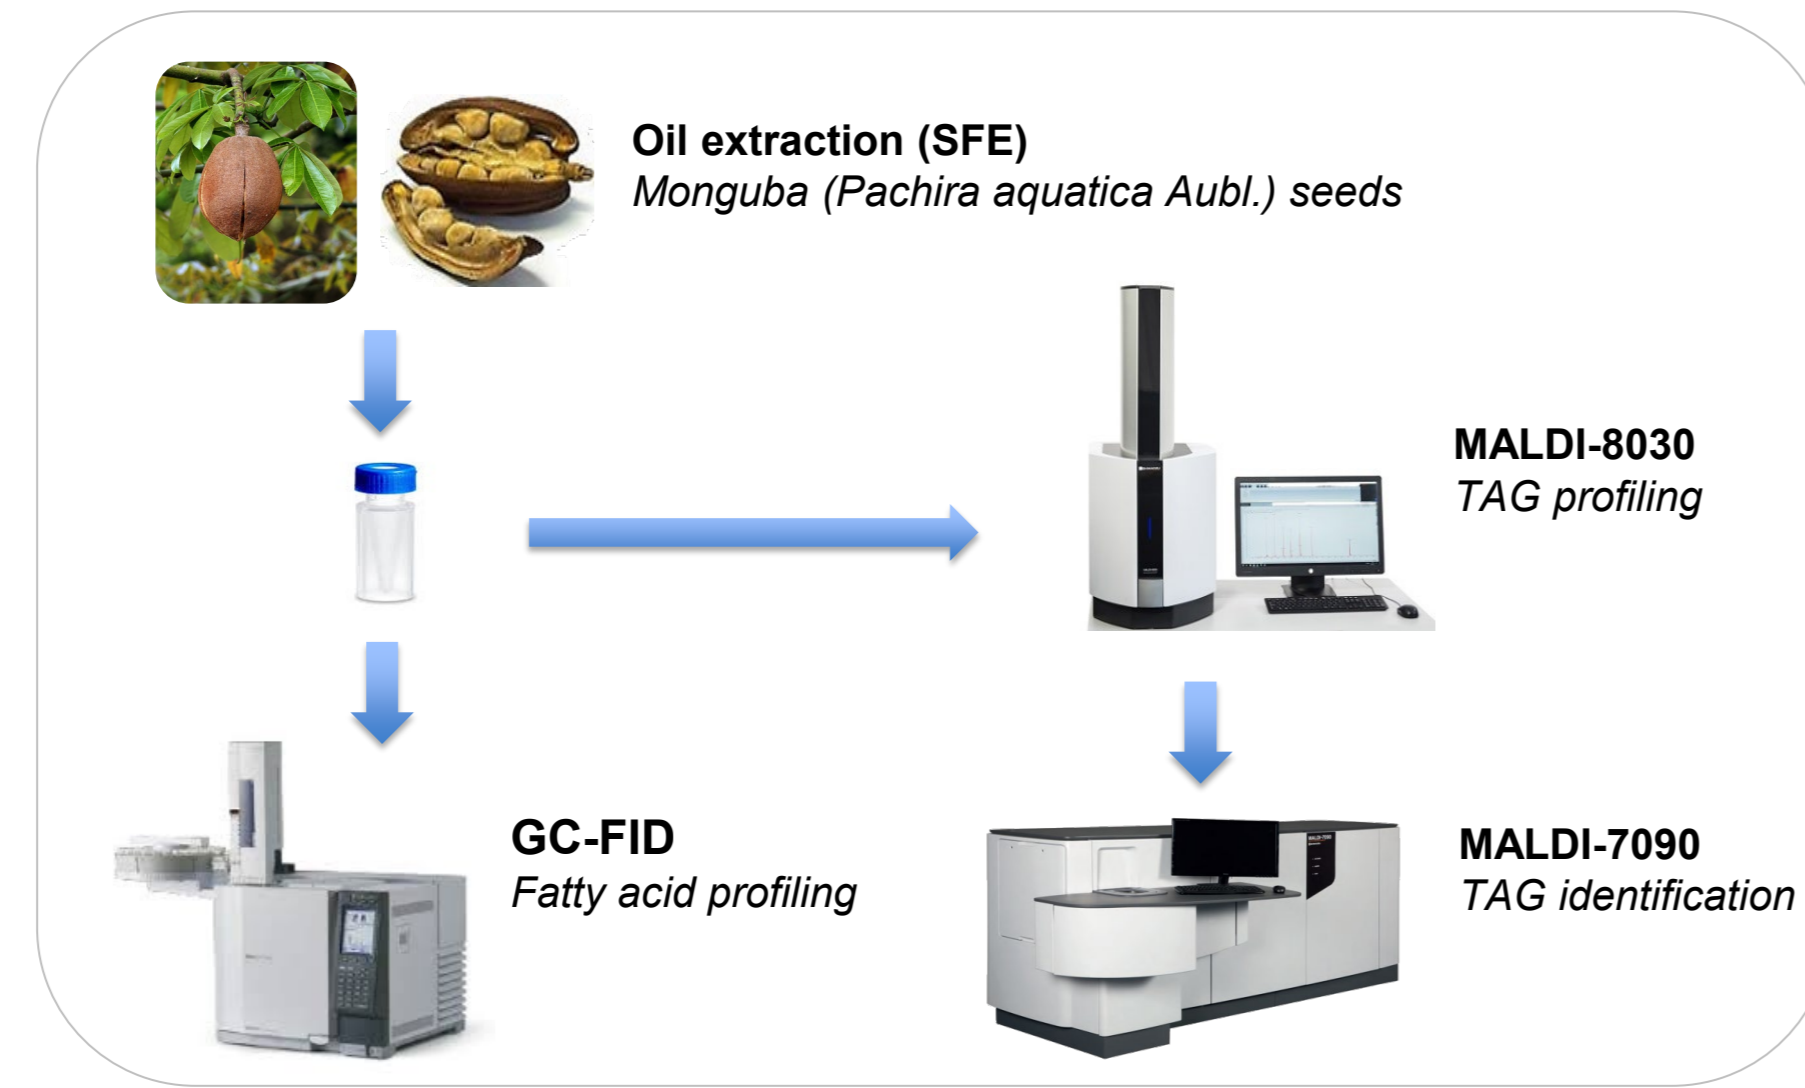 Oil extraction (SFE)
Monguba (Pachira aquatica Aubl.) seeds
MALDI-8030
TAG profiling
GC-FID
Fatty acid profiling
MALDI-7090
TAG identification